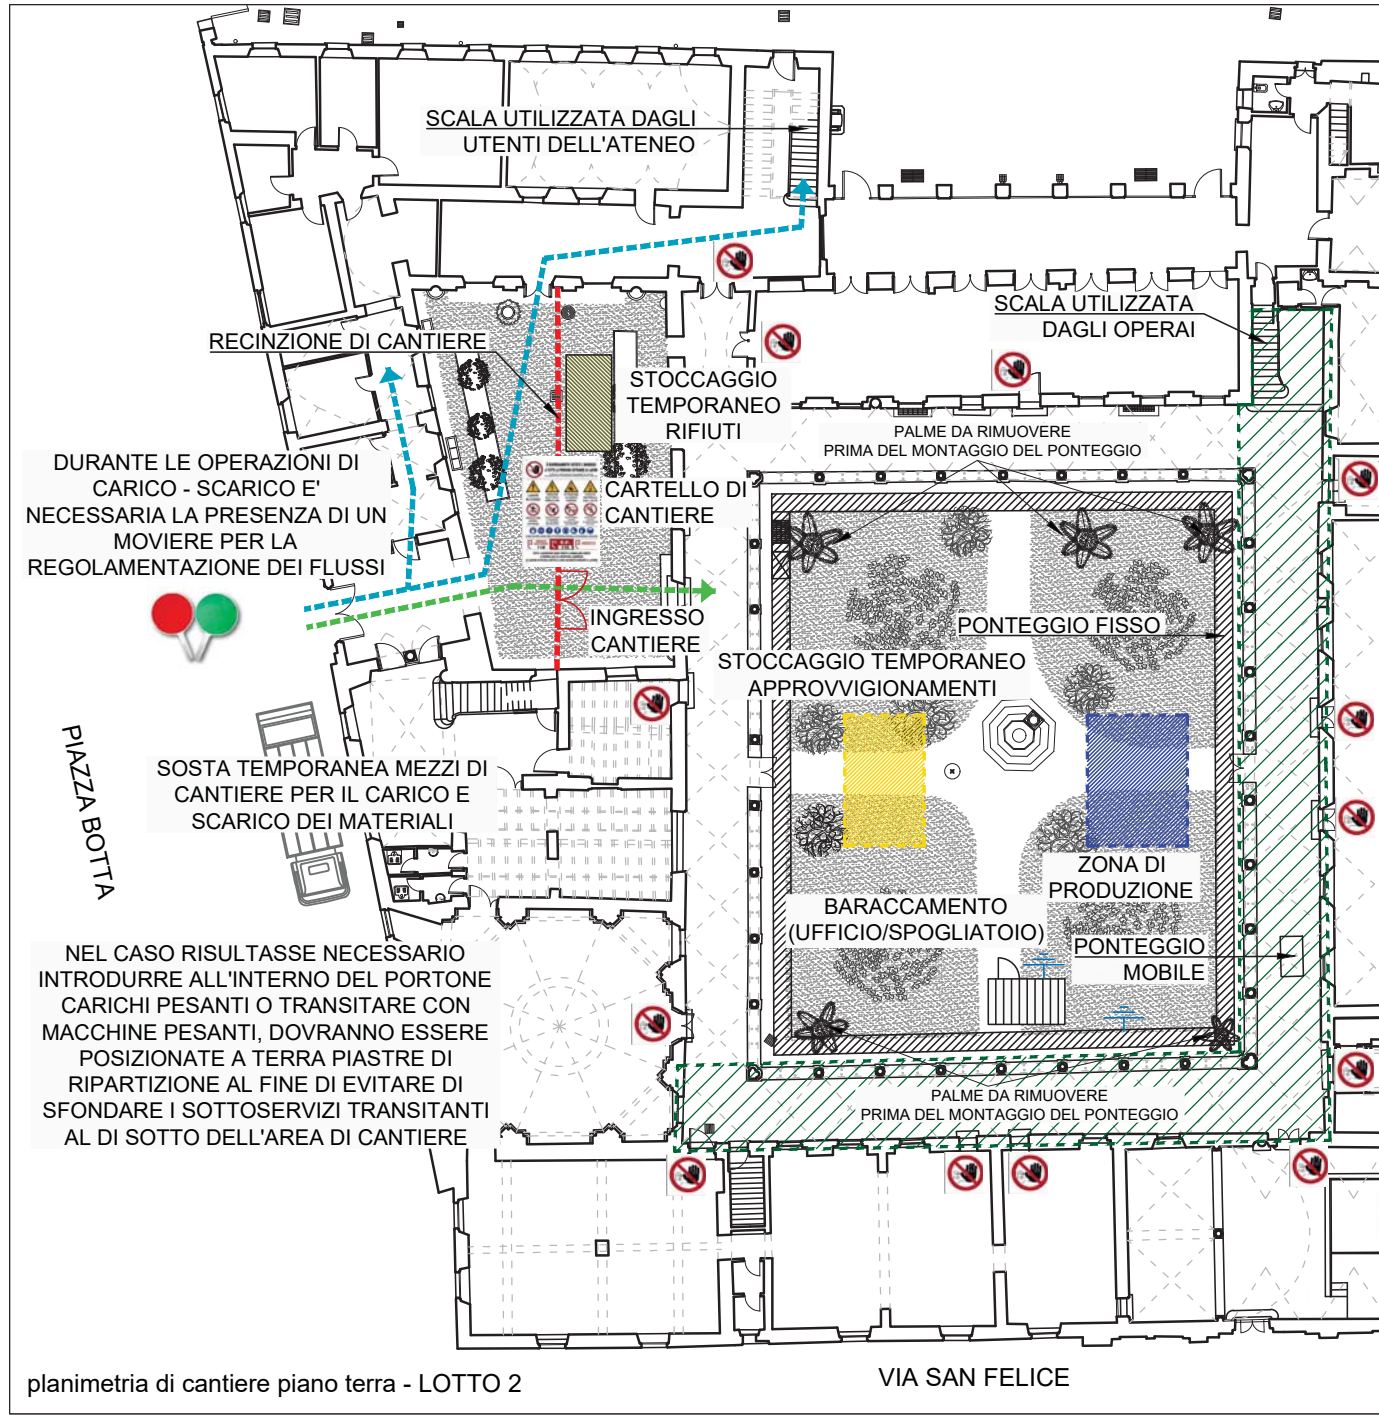 SCALA UTILIZZATA DAGLI
UTENTI DELL'ATENEO
RECINZIONE DI CANTIERE
STOCCAGGIO
TEMPORANEO
RIFIUTI
SCALA UTILIZZATA
DAGLI OPERAI
PALME DA RIMUOVERE
PRIMA DEL MONTAGGIO DEL PONTEGGIO
DURANTE LE OPERAZIONI DI
CARICO - SCARICO E'
NECESSARIA LA PRESENZA DI UN
MOVIERE PER LA
REGOLAMENTAZIONE DEI FLUSSI
CARTELLO DI
CANTIERE
INGRESSO
CANTIERE
PONTEGGIO FISSO
STOCCAGGIO TEMPORANEO
APPROVVIGIONAMENTI
PIAZZA BOTTA
SOSTA TEMPORANEA MEZZI DI
CANTIERE PER IL CARICO E
SCARICO DEI MATERIALI
ZONA DI
PRODUZIONE
BARACCAMENTO
(UFFICIO/SPOGLIATOIO)
PONTEGGIO
MOBILE
NEL CASO RISULTASSE NECESSARIO
INTRODURRE ALL'INTERNO DEL PORTONE
CARICHI PESANTI O TRANSITARE CON
MACCHINE PESANTI, DOVRANNO ESSERE
POSIZIONATE A TERRA PIASTRE DI
RIPARTIZIONE AL FINE DI EVITARE DI
SFONDARE I SOTTOSERVIZI TRANSITANTI
AL DI SOTTO DELL'AREA DI CANTIERE
PALME DA RIMUOVERE
PRIMA DEL MONTAGGIO DEL PONTEGGIO
planimetria di cantiere piano terra - LOTTO 2
VIA SAN FELICE